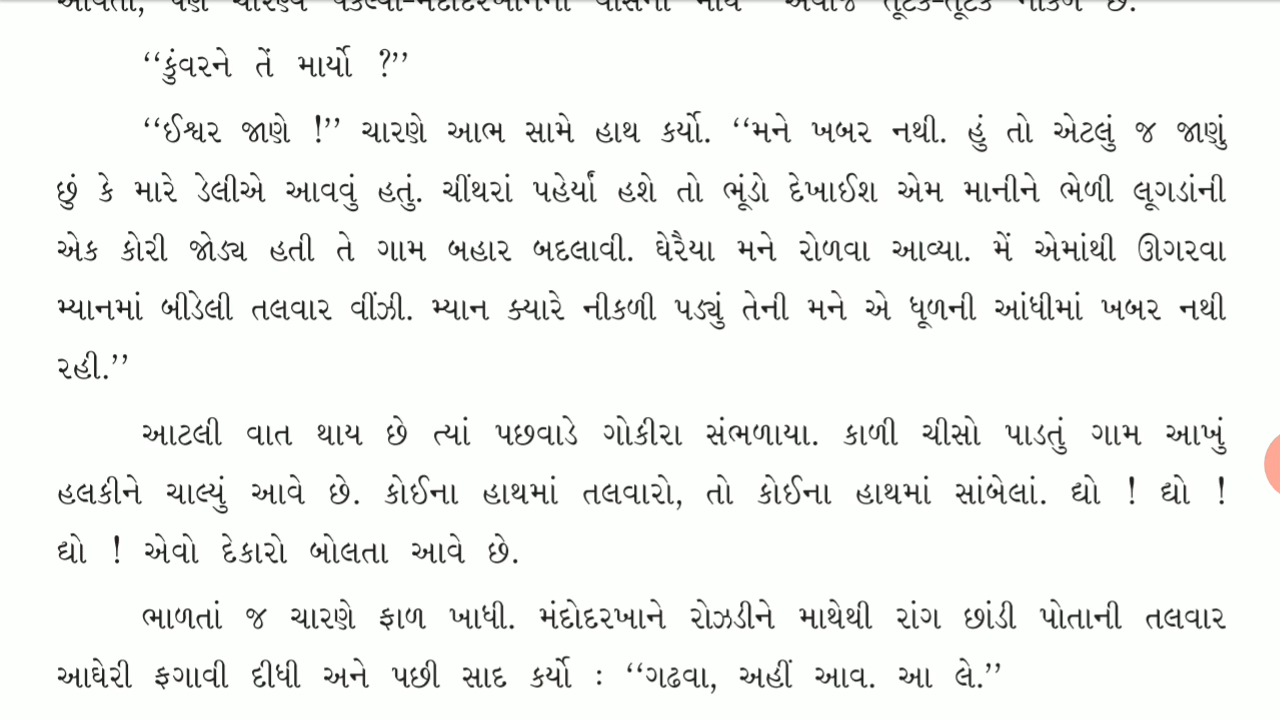 “કુંવરને તેં માર્યો ?”
“ઈશ્વર જાણે !” ચારણે આભ સામે હાથ કર્યો. “મને ખબર નથી. હું તો એટલું જ જાણું
છું કે મારે ડેલીએ આવવું હતું. ચીંથરાં પહેર્યાં હશે તો ભૂંડો દેખાઈશ એમ માનીને ભેળી લૂગડાંની
એક કોરી જોડ્ય હતી તે ગામ બહાર બદલાવી. ઘેરૈયા મને રોળવા આવ્યા. મેં એમાંથી ઊગરવા
મ્યાનમાં બીડેલી તલવાર વીંઝી. મ્યાન ક્યારે નીકળી પડ્યું તેની મને એ ધૂળની આંધીમાં ખબર નથી
રહી.”
આટલી વાત થાય છે ત્યાં પછવાડે ગોકીરા સંભળાયા. કાળી ચીસો પાડતું ગામ આખું
હલકીને ચાલ્યું આવે છે. કોઈના હાથમાં તલવારો, તો કોઈના હાથમાં સાંબેલાં. દ્યો ! દ્યો !
દ્યો ! એવો દેકારો બોલતા આવે છે.
ભાળતાં જ ચારણે ફાળ ખાધી. મંદોદરખાને રોઝડીને માથેથી રાંગ છાંડી પોતાની તલવાર
આઘેરી ફગાવી દીધી અને પછી સાદ કર્યો : “ગઢવા, અહીં આવ. આ લે.”